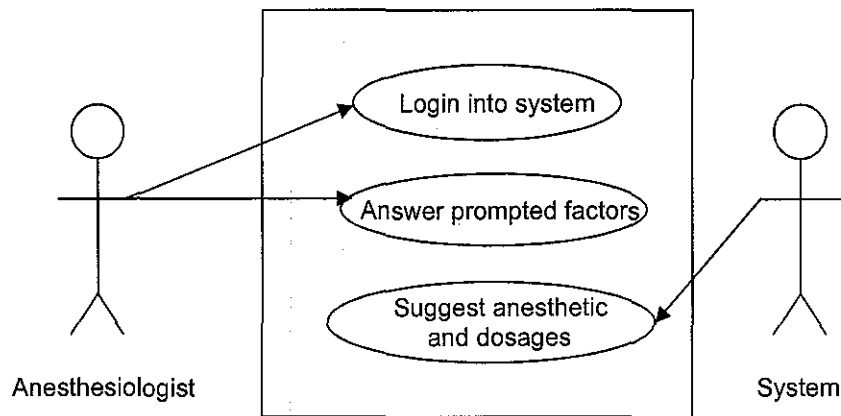 Login into system
Answer prompted factors
Suggest anesthetic
and dosages
Anesthesiologist
System